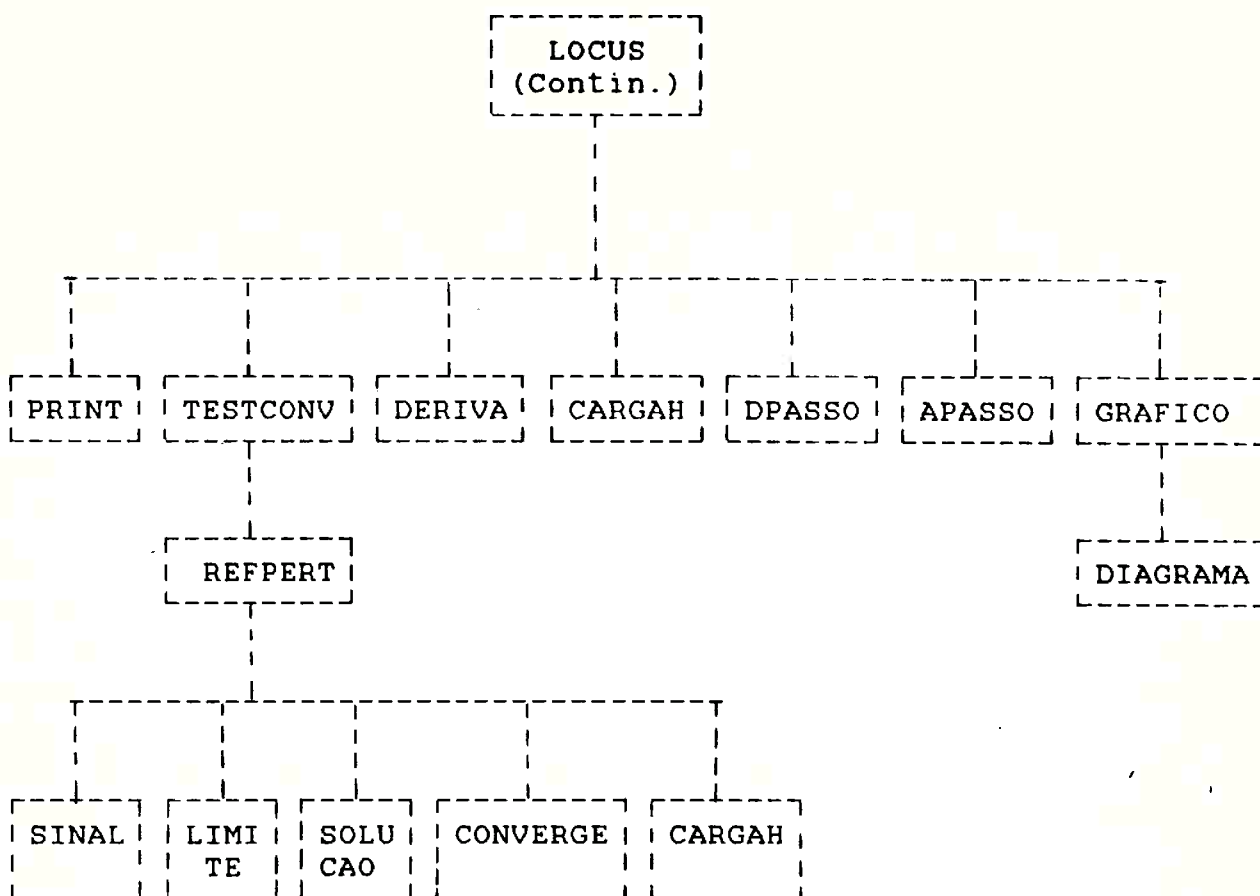 LOCUS
(Contin.)
PRINT TESTCONV DERIVA CARGAH DPASSO APASSO GRAFICO
REFPERT DIAGRAMA
SINAL LIMI SOLU CONVERGE CARGAH
TE CAO